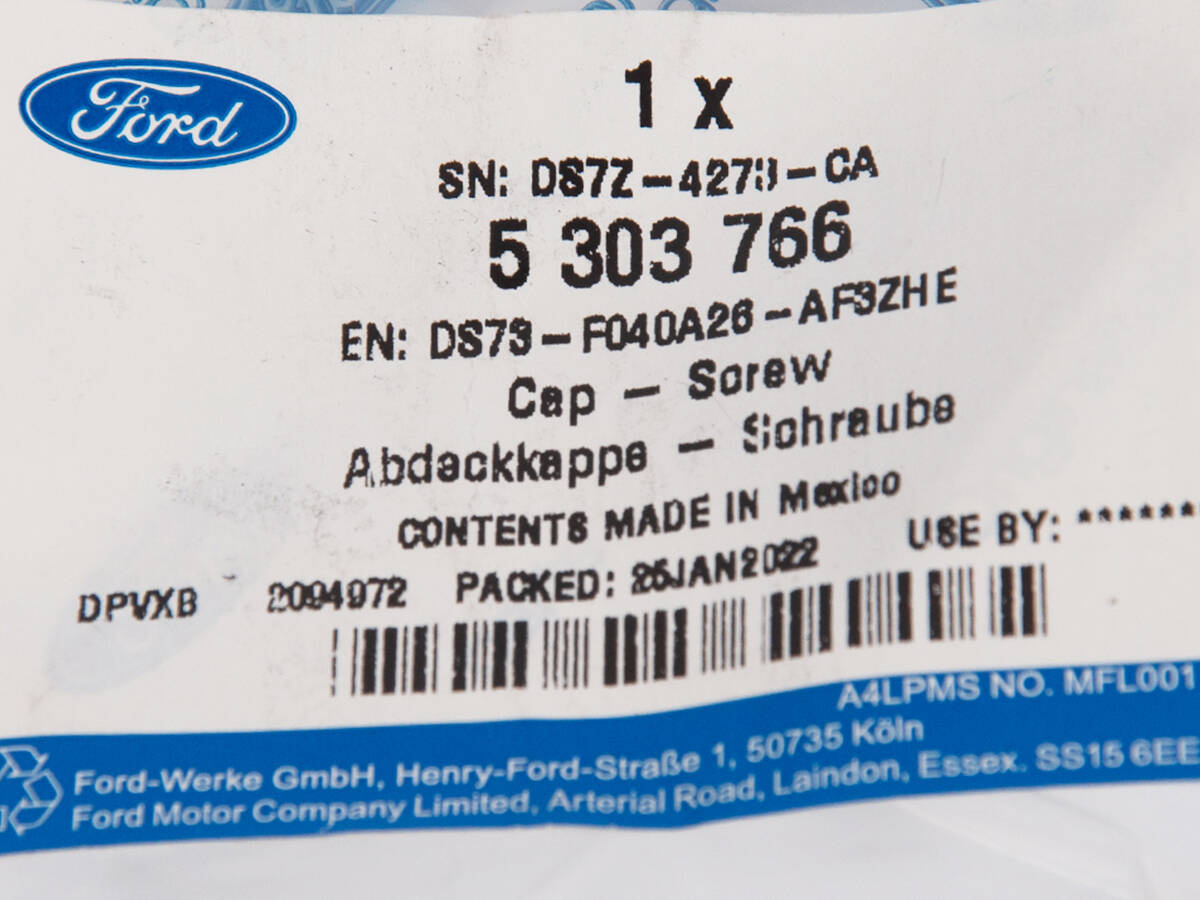 Ford
1 x
SN: DS7Z-4273-CA
5 303 766
EN: DS73-F040A26-AF3ZHE
Cap - Screw
Abdeckkappe - Schraube
CONTENTS MADE IN Mexico
USE BY: *******
DPVXB 2094972 PACKED: 25JAN2022
A4LPMS NO. MFL001
Ford-Werke GmbH, Henry-Ford-Straße 1, 50735 Köln
Ford Motor Company Limited, Arterial Road, Laindon, Essex. SS15 6EE